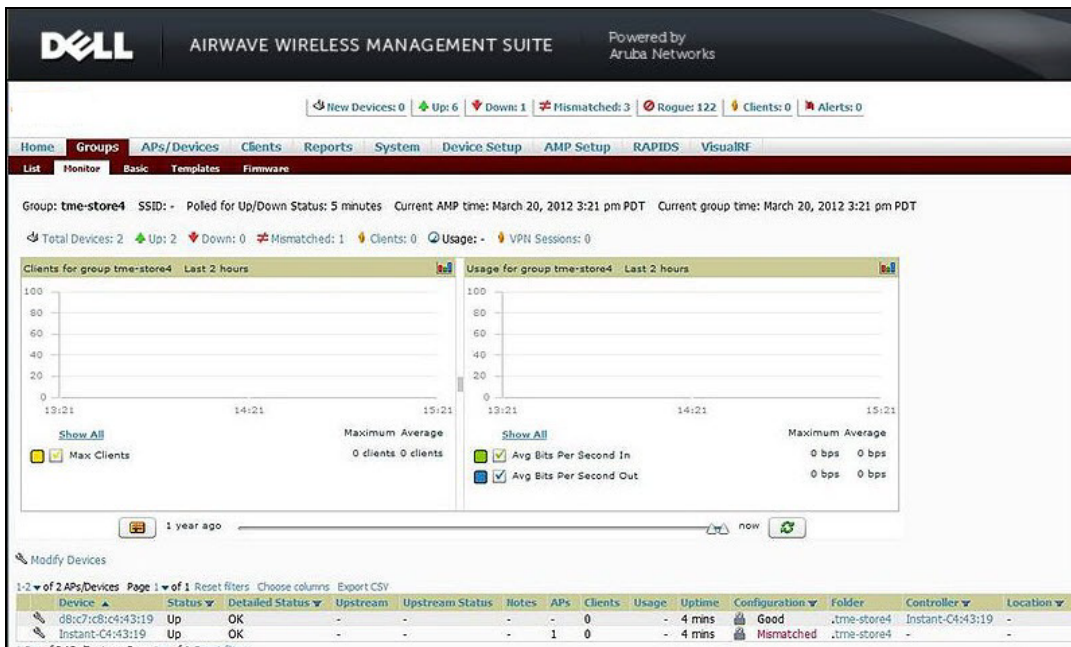 DELL AIRWAVE WIRELESS MANAGEMENT SUITE Powered by
Aruba Networks
New Devices: 0 Up: 6 Down: 1 Mismatched: 3 Rogue: 122 Clients: 0 Alerts: 0
Home Groups APs/Devices Clients Reports System Device Setup AMP Setup RAPIDS VisualRF
List Monitor Basic Templates Firmware
Group: tme-store4 SSID: - Polled for Up/Down Status: 5 minutes Current AMP time: March 20, 2012 3:21 pm PDT Current group time: March 20, 2012 3:21 pm PDT
Total Devices: 2 Up: 2 Down: 0 Mismatched: 1 Clients: 0 Usage: - VPN Sessions: 0
Clients for group tme-store4 Last 2 hours
100
80
60
40
20
0
13:21 14:21 15:21
Show All Maximum Average
Max Clients 0 clients 0 clients
Usage for group tme-store4 Last 2 hours
100
80
60
40
20
0
13:21 14:21 15:21
Show All Maximum Average
Avg Bits Per Second In 0 bps 0 bps
Avg Bits Per Second Out 0 bps 0 bps
1 year ago now
Modify Devices
1-2 of 2 APs/Devices Page 1 of 1 Reset filters Choose columns Export CSV
Device Status Detailed Status Upstream Upstream Status Notes APs Clients Usage Uptime Configuration Folder Controller Location
d8:c7:c8:c4:43:19 Up OK - - - - 0 - 4 mins Good .tme-store4 Instant-C4:43:19 -
Instant-C4:43:19 Up OK - - - 1 0 - 4 mins Mismatched .tme-store4 - -